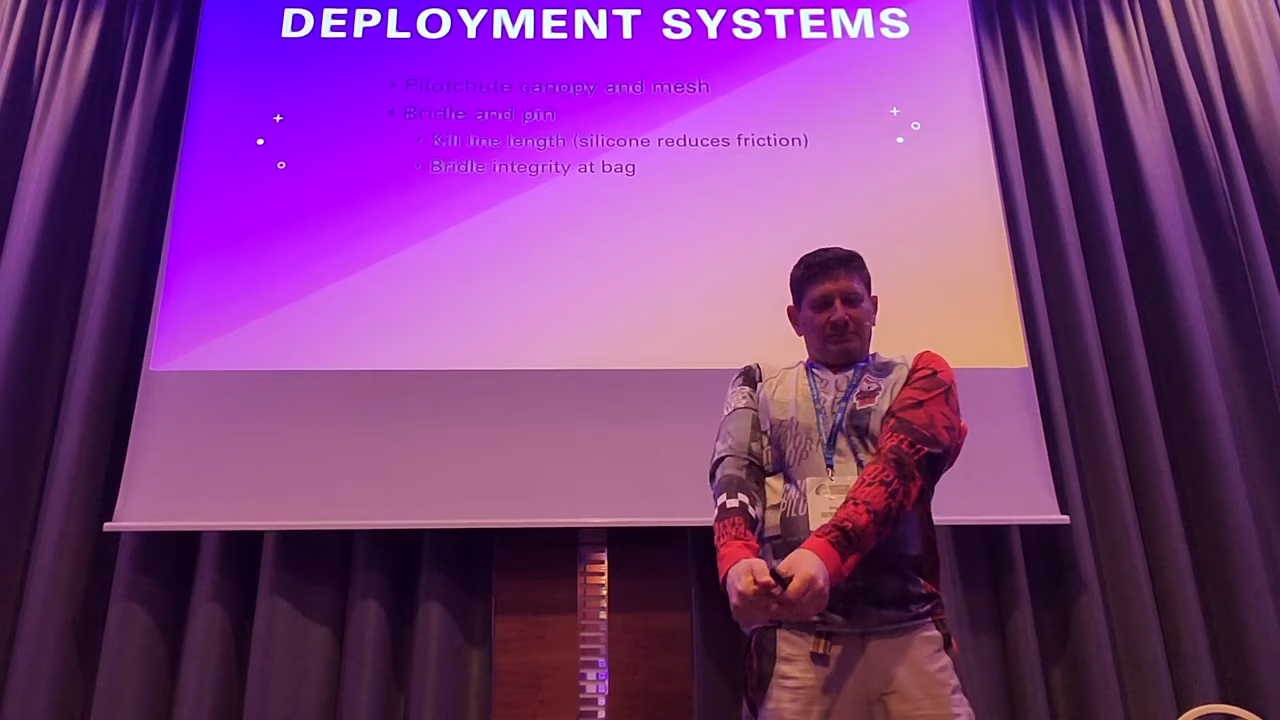 DEPLOYMENT SYSTEMS
• Pilotchute canopy and mesh
• Bridle and pin
• Kill line length (silicone reduces friction)
• Bridle integrity at bag